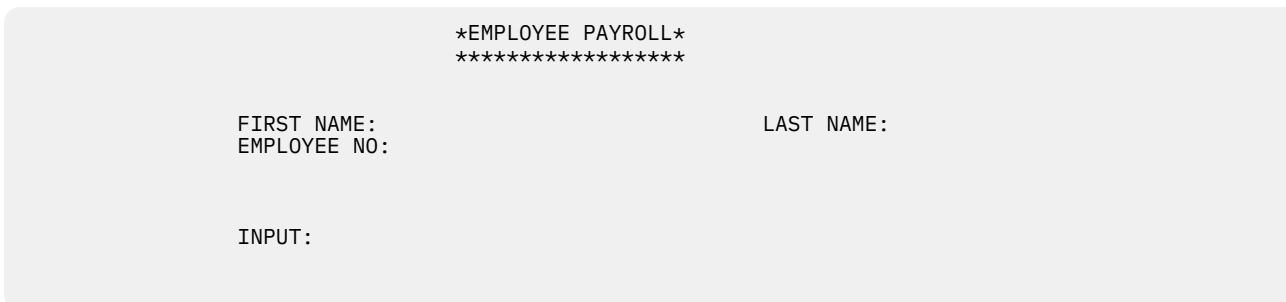 *EMPLOYEE PAYROLL*
******************
FIRST NAME: LAST NAME:
EMPLOYEE NO:
INPUT: